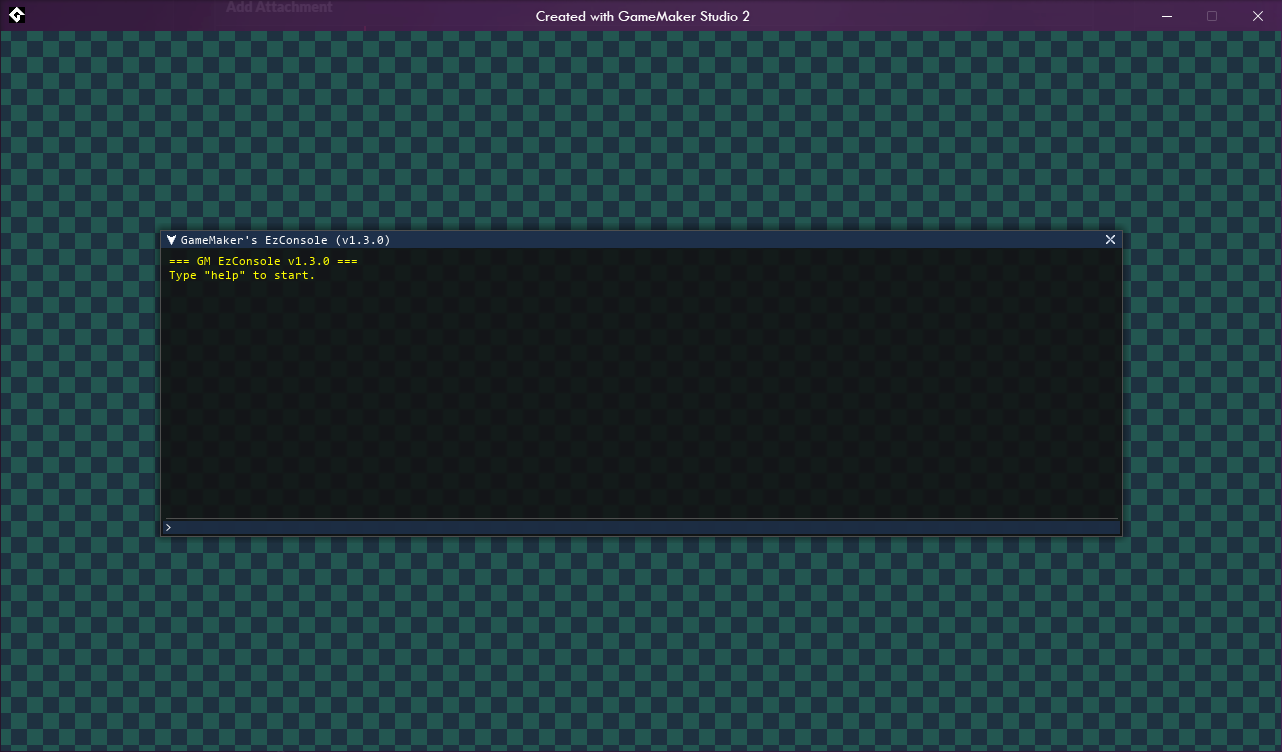 Add Attachment
Created with GameMaker Studio 2
GameMaker's EzConsole (v1.3.0)
=== GM EzConsole v1.3.0 ===
Type "help" to start.
>